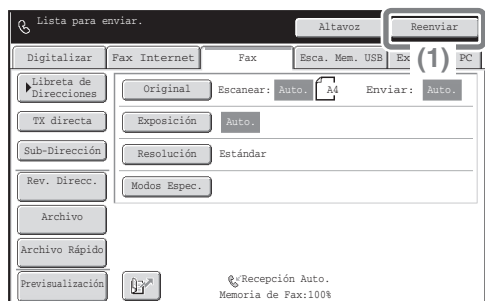 Lista para enviar.
Altavoz
Reenviar
Digitalizar
Fax Internet
Fax
Esca. Mem. USB
Ex
PC
(1)
Libreta de
Direcciones
Original
Escanear: Auto. A4 Enviar: Auto.
TX directa
Exposición
Auto.
Sub-Dirección
Resolución
Estándar
Rev. Direcc.
Modos Espec.
Archivo
Archivo Rápido
Previsualización
Recepción Auto.
Memoria de Fax:100%